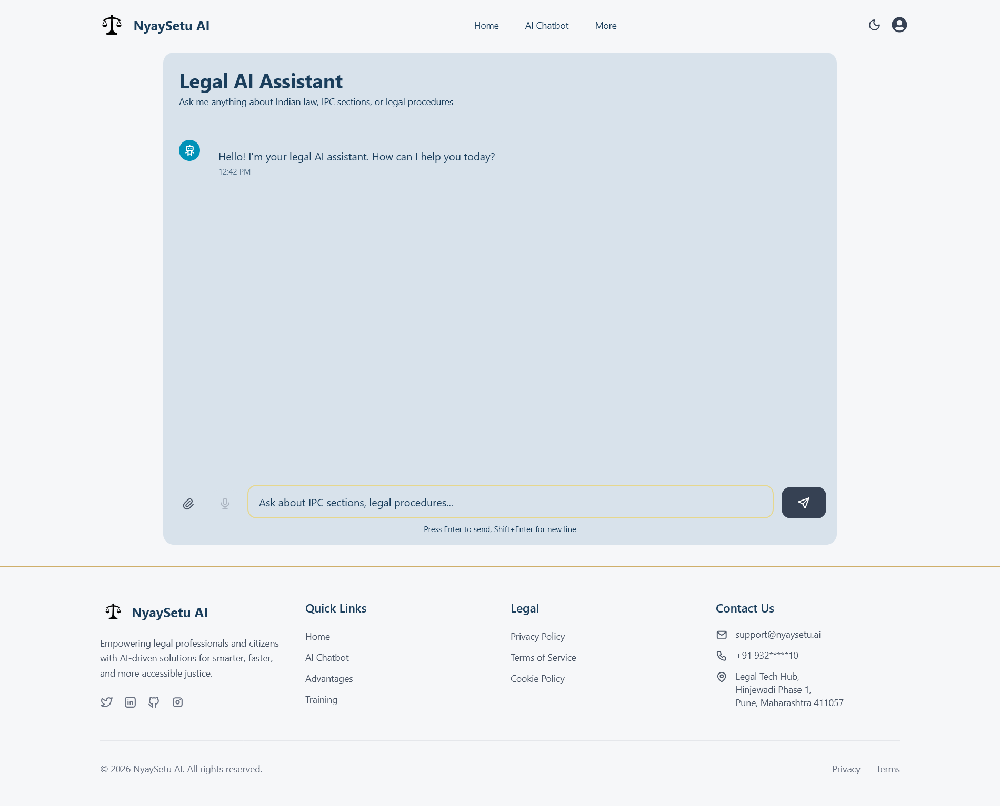 NyaySetu AI
Home
AI Chatbot
More
Legal AI Assistant
Ask me anything about Indian law, IPC sections, or legal procedures
Hello! I'm your legal AI assistant. How can I help you today?
12:42 PM
Ask about IPC sections, legal procedures...
Press Enter to send, Shift+Enter for new line
NyaySetu AI
Empowering legal professionals and citizens
with AI-driven solutions for smarter, faster,
and more accessible justice.
Quick Links
Home
AI Chatbot
Advantages
Training
Legal
Privacy Policy
Terms of Service
Cookie Policy
Contact Us
support@nyaysetu.ai
+91 932*****10
Legal Tech Hub,
Hinjewadi Phase 1,
Pune, Maharashtra 411057
© 2026 NyaySetu AI. All rights reserved.
Privacy
Terms